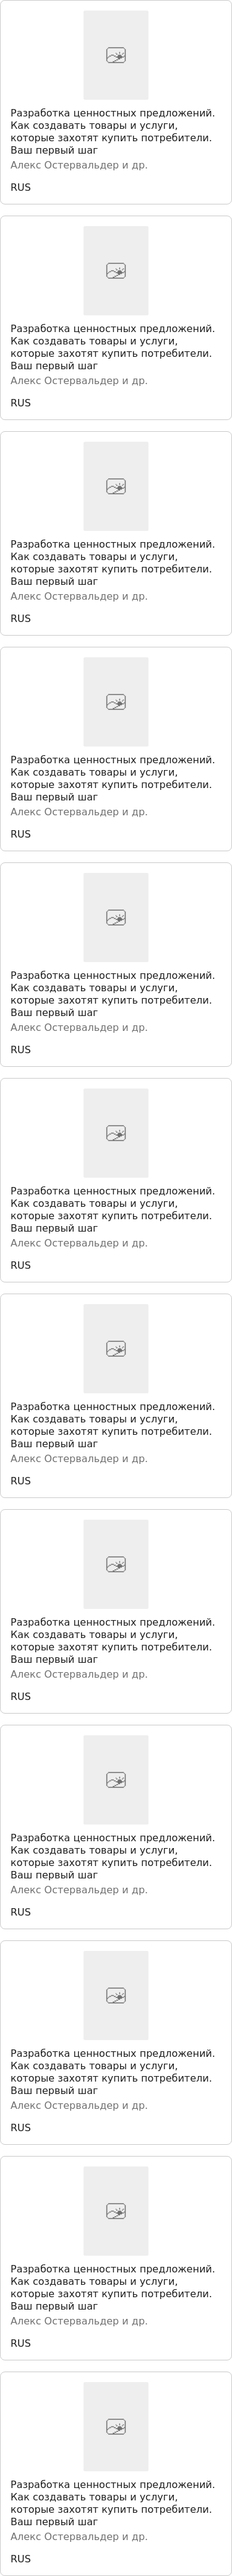 Разработка ценностных предложений.
Как создавать товары и услуги,
которые захотят купить потребители.
Ваш первый шаг
Алекс Остервальдер и др.
RUS
Разработка ценностных предложений.
Как создавать товары и услуги,
которые захотят купить потребители.
Ваш первый шаг
Алекс Остервальдер и др.
RUS
Разработка ценностных предложений.
Как создавать товары и услуги,
которые захотят купить потребители.
Ваш первый шаг
Алекс Остервальдер и др.
RUS
Разработка ценностных предложений.
Как создавать товары и услуги,
которые захотят купить потребители.
Ваш первый шаг
Алекс Остервальдер и др.
RUS
Разработка ценностных предложений.
Как создавать товары и услуги,
которые захотят купить потребители.
Ваш первый шаг
Алекс Остервальдер и др.
RUS
Разработка ценностных предложений.
Как создавать товары и услуги,
которые захотят купить потребители.
Ваш первый шаг
Алекс Остервальдер и др.
RUS
Разработка ценностных предложений.
Как создавать товары и услуги,
которые захотят купить потребители.
Ваш первый шаг
Алекс Остервальдер и др.
RUS
Разработка ценностных предложений.
Как создавать товары и услуги,
которые захотят купить потребители.
Ваш первый шаг
Алекс Остервальдер и др.
RUS
Разработка ценностных предложений.
Как создавать товары и услуги,
которые захотят купить потребители.
Ваш первый шаг
Алекс Остервальдер и др.
RUS
Разработка ценностных предложений.
Как создавать товары и услуги,
которые захотят купить потребители.
Ваш первый шаг
Алекс Остервальдер и др.
RUS
Разработка ценностных предложений.
Как создавать товары и услуги,
которые захотят купить потребители.
Ваш первый шаг
Алекс Остервальдер и др.
RUS
Разработка ценностных предложений.
Как создавать товары и услуги,
которые захотят купить потребители.
Ваш первый шаг
Алекс Остервальдер и др.
RUS